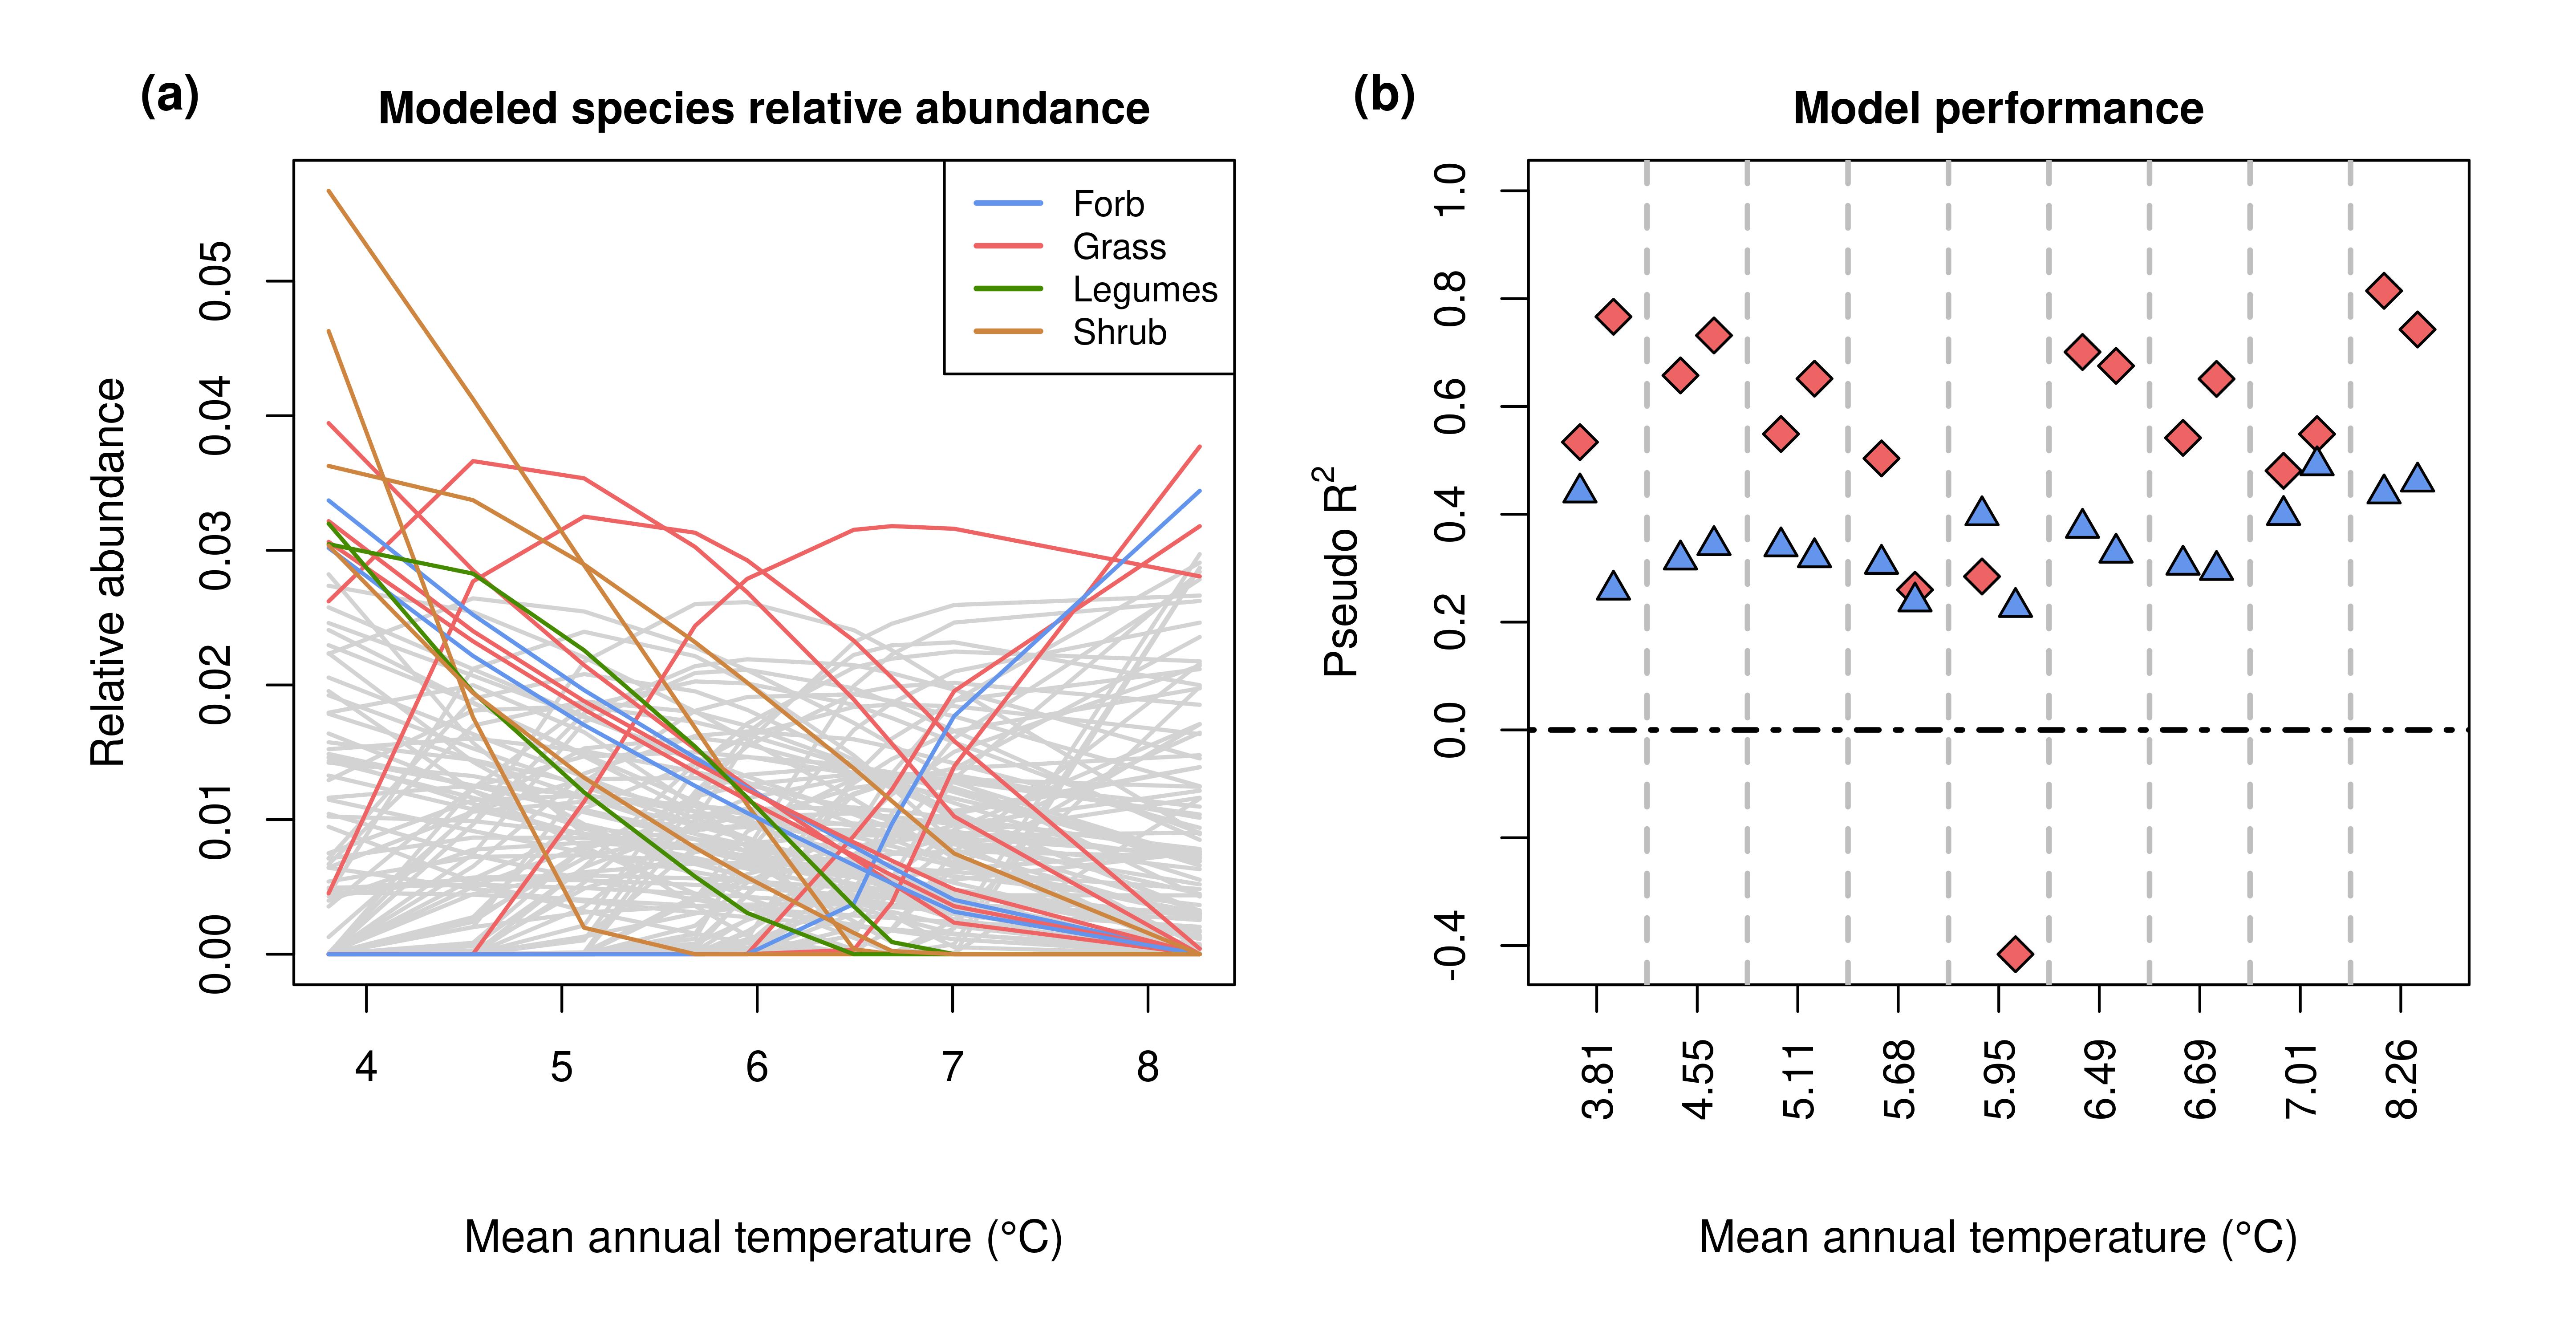 (a)
Modeled species relative abundance
Relative abundance
0.05
0.04
0.03
0.02
0.01
0.00
Forb
Grass
Legumes
Shrub
4 5 6 7 8
Mean annual temperature (°C)
(b)
Model performance
Pseudo R²
1.0
0.8
0.6
0.4
0.2
0.0
-0.4
3.81 4.55 5.11 5.68 5.95 6.49 6.69 7.01 8.26
Mean annual temperature (°C)